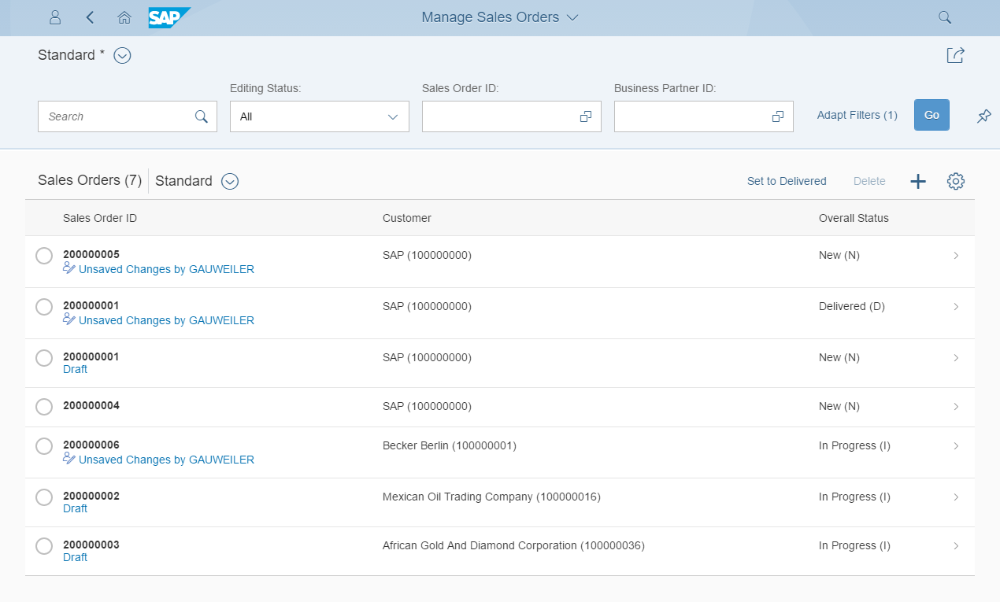 SAP Manage Sales Orders
Standard *
Editing Status: Sales Order ID: Business Partner ID:
Search All Adapt Filters (1) Go
Sales Orders (7) Standard Set to Delivered Delete
Sales Order ID Customer Overall Status
200000005 SAP (100000000) New (N)
Unsaved Changes by GAUWEILER
200000001 SAP (100000000) Delivered (D)
Unsaved Changes by GAUWEILER
200000001 SAP (100000000) New (N)
Draft
200000004 SAP (100000000) New (N)
200000006 Becker Berlin (100000001) In Progress (I)
Unsaved Changes by GAUWEILER
200000002 Mexican Oil Trading Company (100000016) In Progress (I)
Draft
200000003 African Gold And Diamond Corporation (100000036) In Progress (I)
Draft